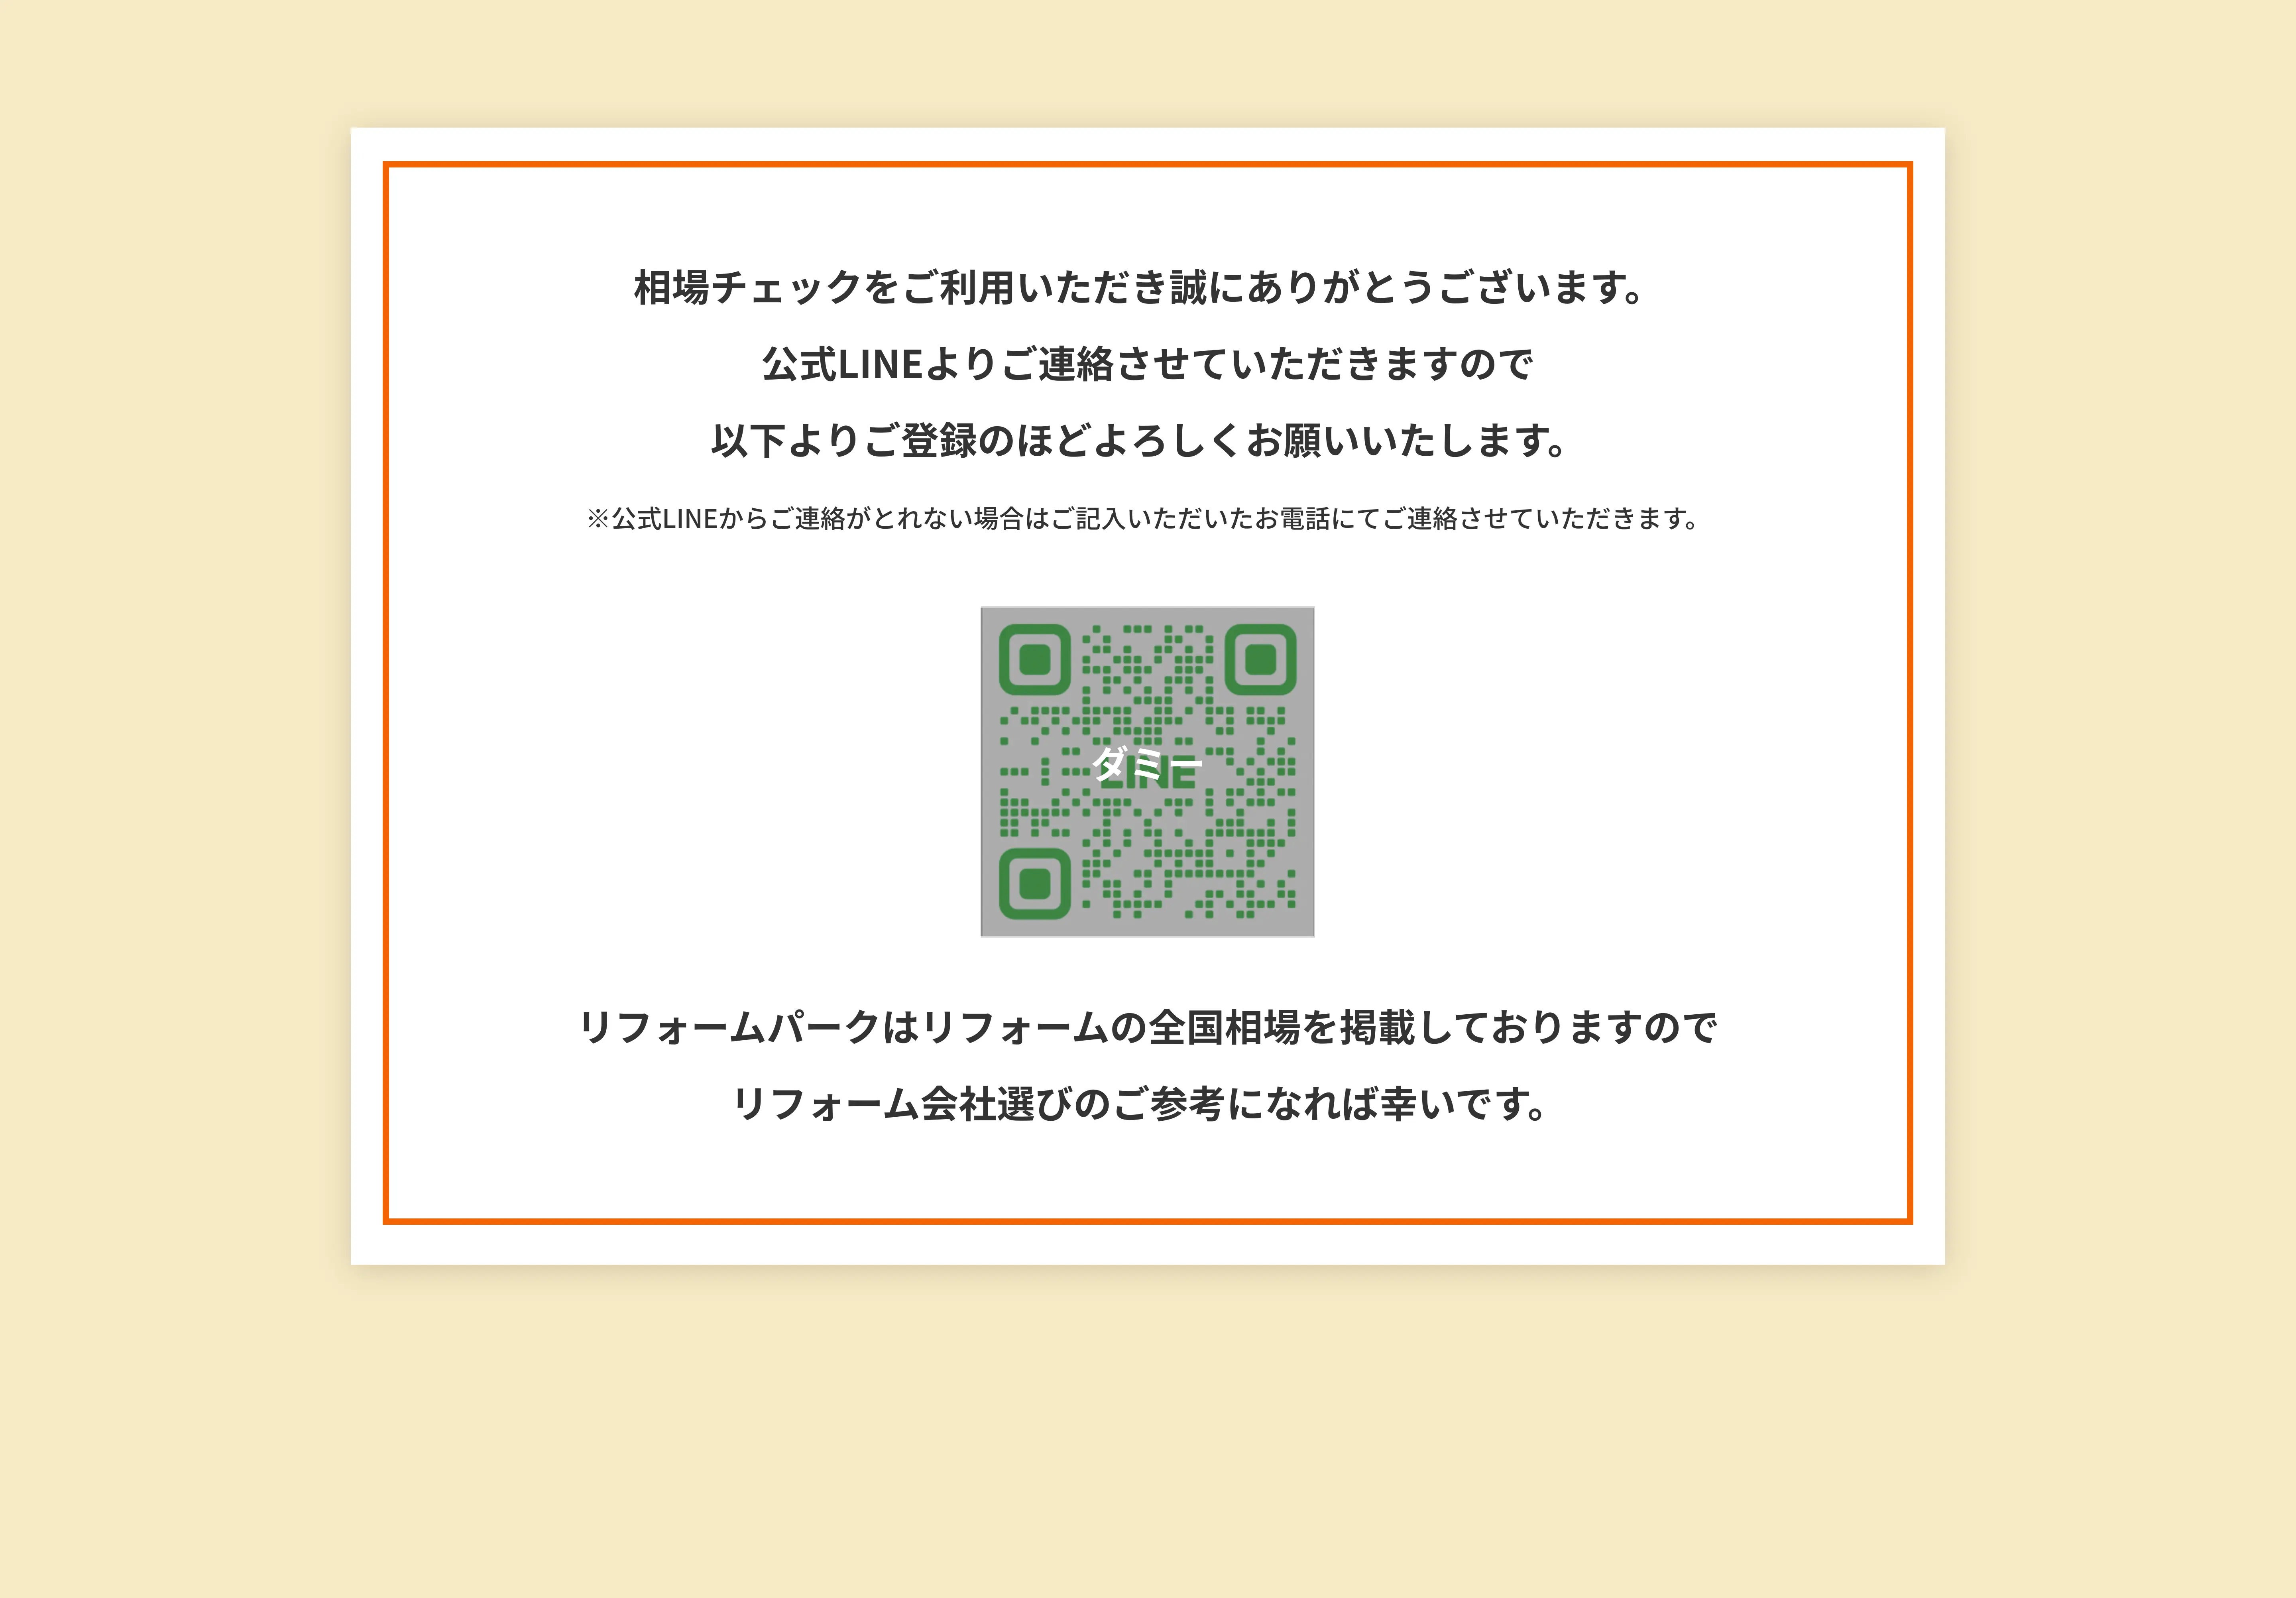 相場チェックをご利用いただき誠にありがとうございます。
公式LINEよりご連絡させていただきますので
以下よりご登録のほどよろしくお願いいたします。
※公式LINEからご連絡がとれない場合はご記入いただいたお電話にてご連絡させていただきます。
ダミー
LINE
リフォームパークはリフォームの全国相場を掲載しておりますので
リフォーム会社選びのご参考になれば幸いです。